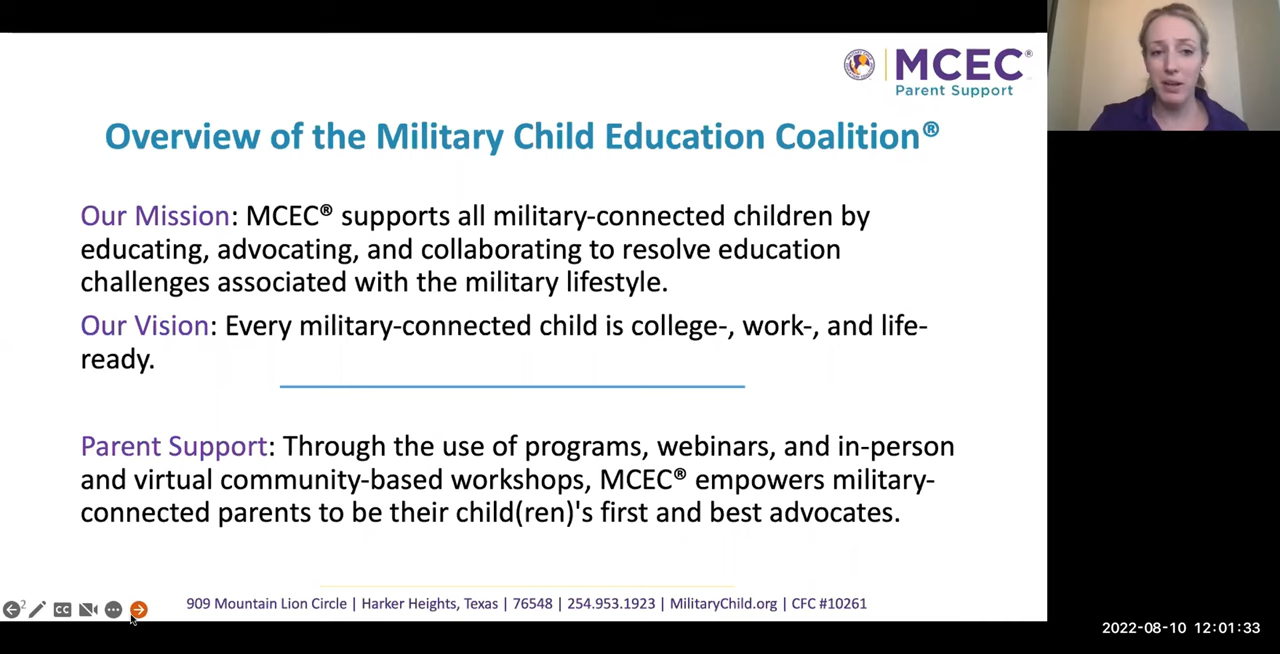 MCEC®
Parent Support
Overview of the Military Child Education Coalition®
Our Mission: MCEC® supports all military-connected children by
educating, advocating, and collaborating to resolve education
challenges associated with the military lifestyle.
Our Vision: Every military-connected child is college-, work-, and life-
ready.
Parent Support: Through the use of programs, webinars, and in-person
and virtual community-based workshops, MCEC® empowers military-
connected parents to be their child(ren)'s first and best advocates.
2
CC
909 Mountain Lion Circle | Harker Heights, Texas | 76548 | 254.953.1923 | MilitaryChild.org | CFC #10261
2022-08-10 12:01:33